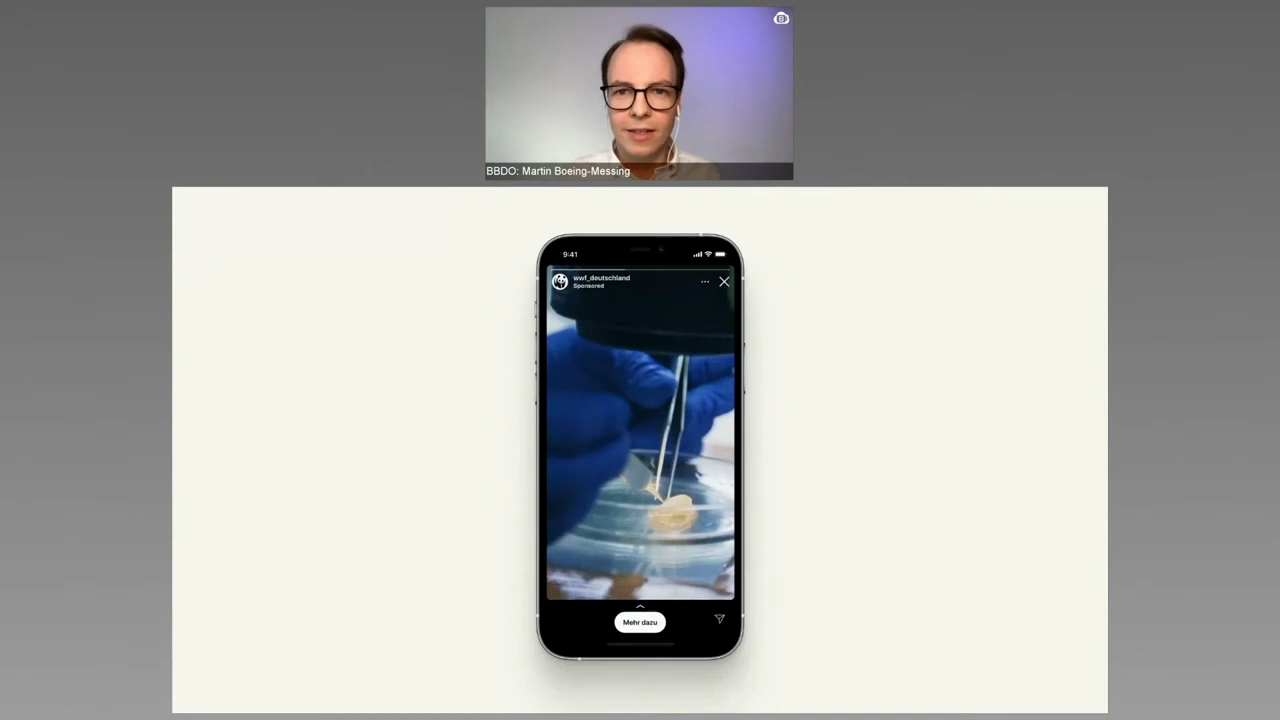 BBDO: Martin Boeing-Messing
9:41
wwf_deutschland
Sponsored
Mehr dazu